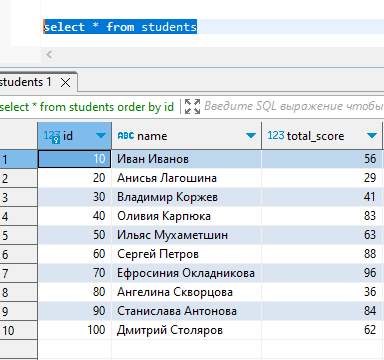 select * from students
students 1
select * from students order by id
Введите SQL выражение чтобы
123 id ABC name 123 total_score
1 10 Иван Иванов 56
2 20 Анисья Лагошина 29
3 30 Владимир Коржев 41
4 40 Оливия Карпюка 83
5 50 Ильяс Мухаметшин 63
6 60 Сергей Петров 88
7 70 Ефросиния Окладникова 96
8 80 Ангелина Скворцова 36
9 90 Станислава Антонова 84
10 100 Дмитрий Столяров 62